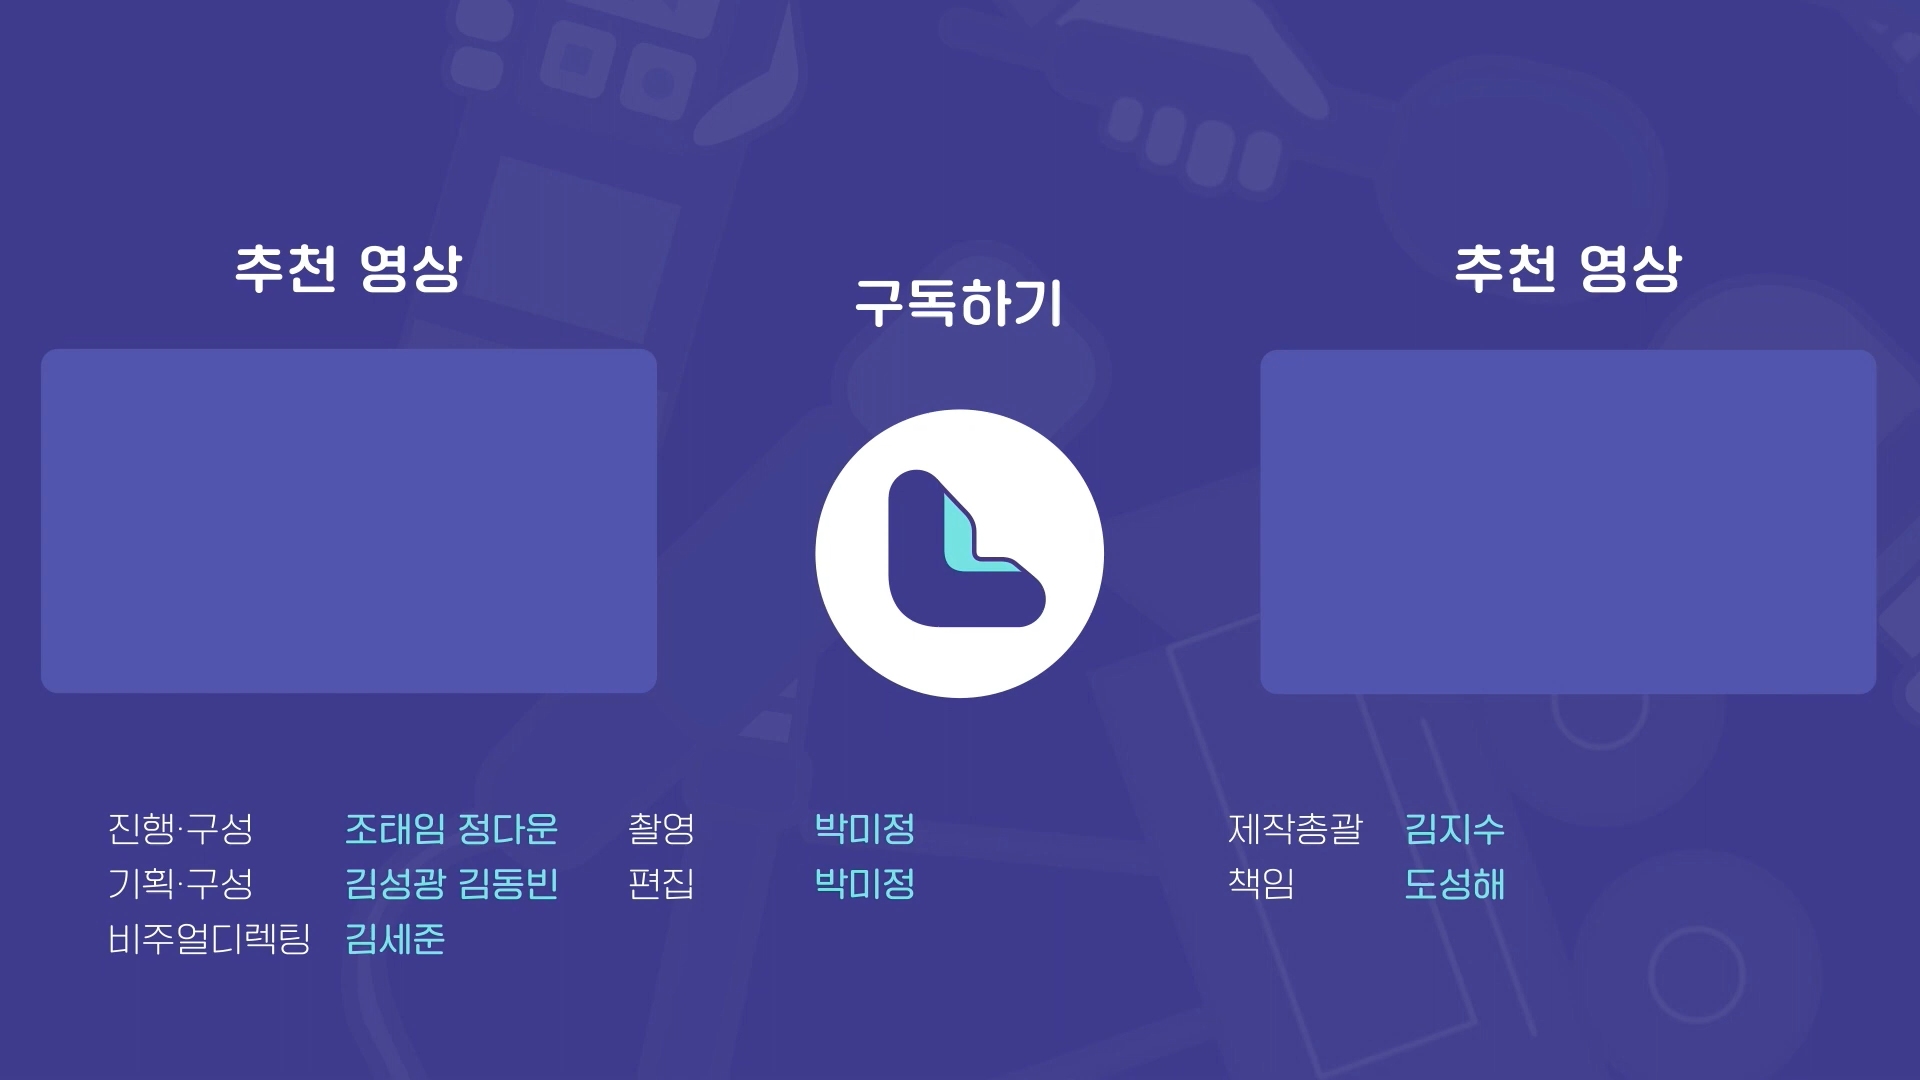 추천 영상
구독하기
추천 영상
진행·구성 조태임 정다운
기획·구성 김성광 김동빈
비주얼디렉팅 김세준
촬영 박미정
편집 박미정
제작총괄 김지수
책임 도성해